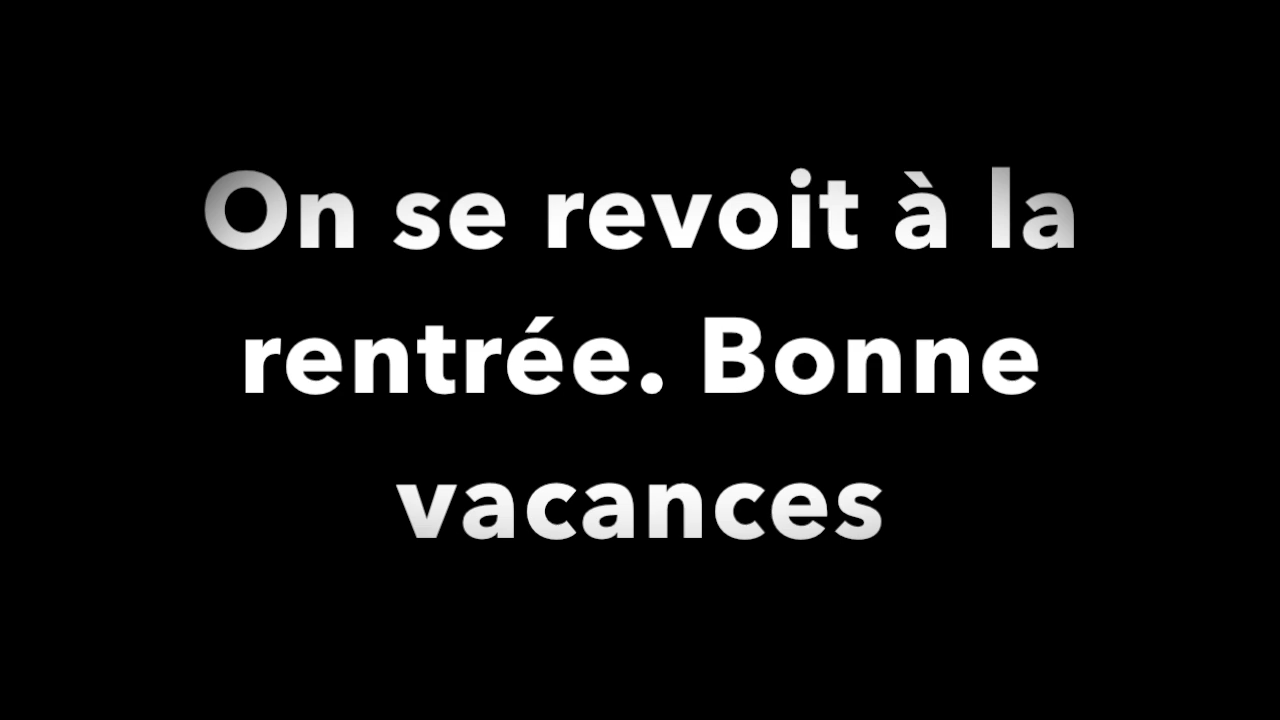 On se revoit à la
rentrée. Bonne
vacances